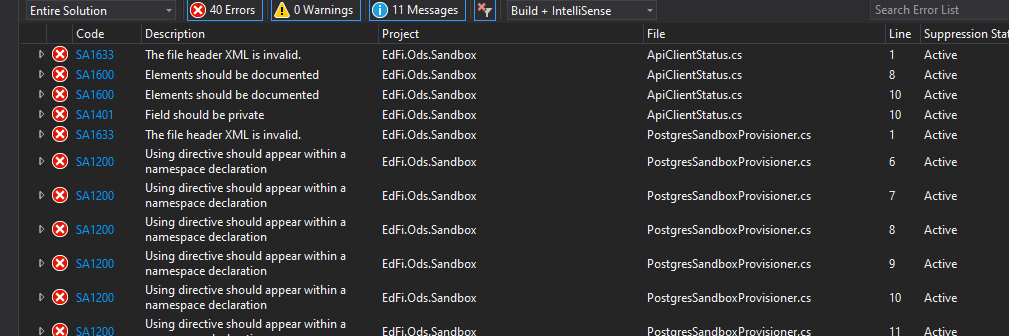 Entire Solution 40 Errors 0 Warnings 11 Messages Build + IntelliSense Search Error List
Code Description Project File Line Suppression Stat
SA1633 The file header XML is invalid. EdFi.Ods.Sandbox ApiClientStatus.cs 1 Active
SA1600 Elements should be documented EdFi.Ods.Sandbox ApiClientStatus.cs 8 Active
SA1600 Elements should be documented EdFi.Ods.Sandbox ApiClientStatus.cs 10 Active
SA1401 Field should be private EdFi.Ods.Sandbox ApiClientStatus.cs 10 Active
SA1633 The file header XML is invalid. EdFi.Ods.Sandbox PostgresSandboxProvisioner.cs 1 Active
SA1200 Using directive should appear within a
namespace declaration EdFi.Ods.Sandbox PostgresSandboxProvisioner.cs 6 Active
SA1200 Using directive should appear within a
namespace declaration EdFi.Ods.Sandbox PostgresSandboxProvisioner.cs 7 Active
SA1200 Using directive should appear within a
namespace declaration EdFi.Ods.Sandbox PostgresSandboxProvisioner.cs 8 Active
SA1200 Using directive should appear within a
namespace declaration EdFi.Ods.Sandbox PostgresSandboxProvisioner.cs 9 Active
SA1200 Using directive should appear within a
namespace declaration EdFi.Ods.Sandbox PostgresSandboxProvisioner.cs 10 Active
SA1200 Using directive should appear within a
namespace declaration EdFi.Ods.Sandbox PostgresSandboxProvisioner.cs 11 Active